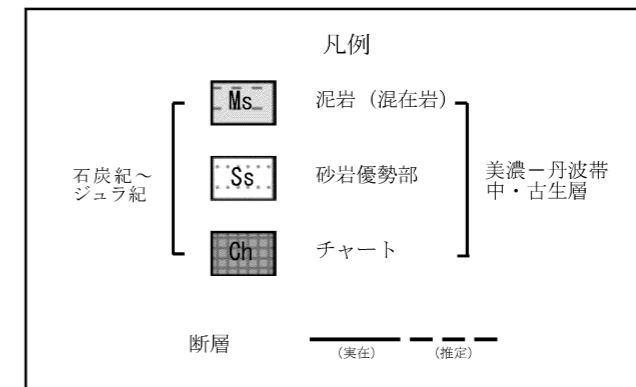 凡例
Ms 泥岩（混在岩）
石炭紀～
ジュラ紀
Ss 砂岩優勢部
美濃－丹波帯
中・古生層
Ch チャート
断層
(実在) (推定)